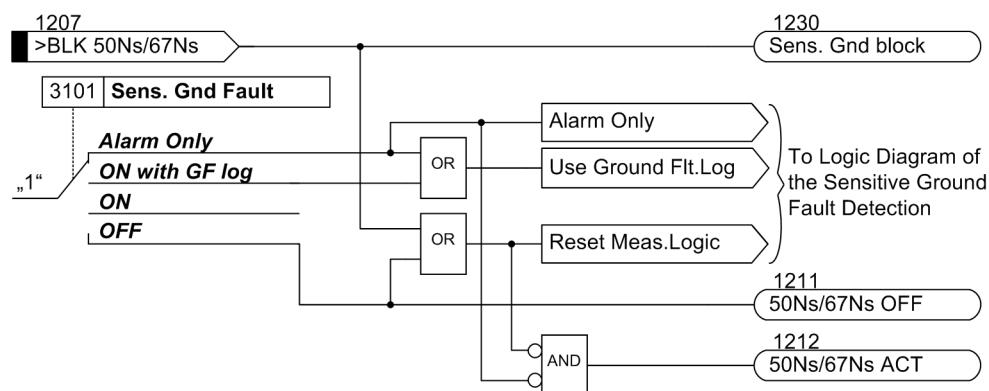 1207
>BLK 50Ns/67Ns
1230
Sens. Gnd block
3101 Sens. Gnd Fault
„1“
Alarm Only
ON with GF log
ON
OFF
OR
OR
AND
Alarm Only
Use Ground Flt.Log
Reset Meas.Logic
To Logic Diagram of
the Sensitive Ground
Fault Detection
1211
50Ns/67Ns OFF
1212
50Ns/67Ns ACT